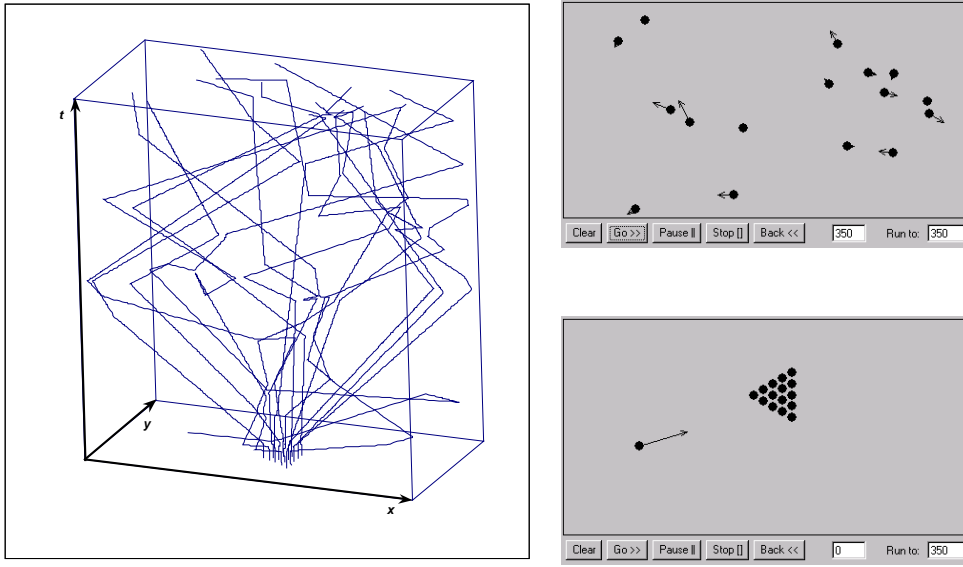 t
y
x
Clear Go >> Pause || Stop [] Back << 350 Run to: 350
Clear Go >> Pause || Stop [] Back << 0 Run to: 350